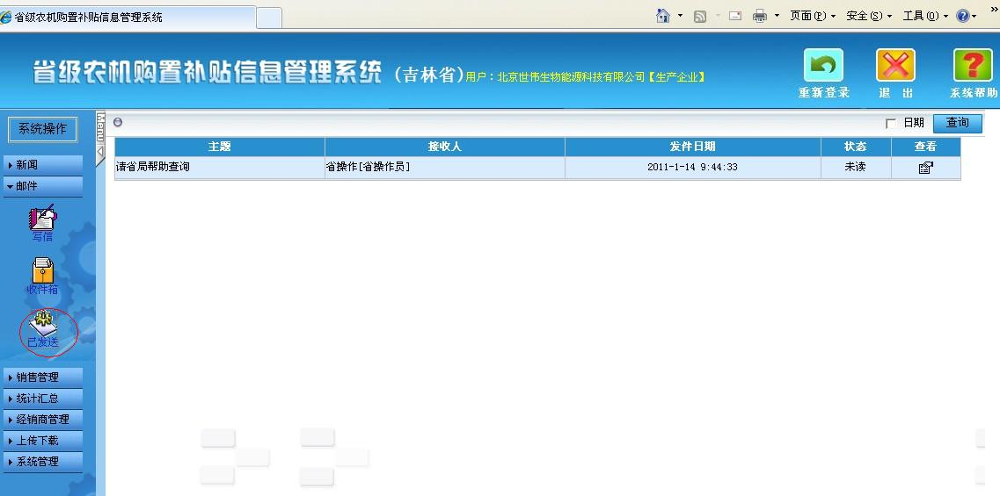 省级农机购置补贴信息管理系统
页面(P) 安全(S) 工具(O) »
省级农机购置补贴信息管理系统(吉林省)用户：北京世伟生物能源科技有限公司【生产企业】
重新登录 退 出 系统帮助
系统操作
Menu
日期 查询
主题 接收人 发件日期 状态 查看
请省局帮助查询 省操作[省操作员] 2011-1-14 9:44:33 未读
新闻
邮件
写信
收件箱
已发送
销售管理
统计汇总
经销商管理
上传下载
系统管理